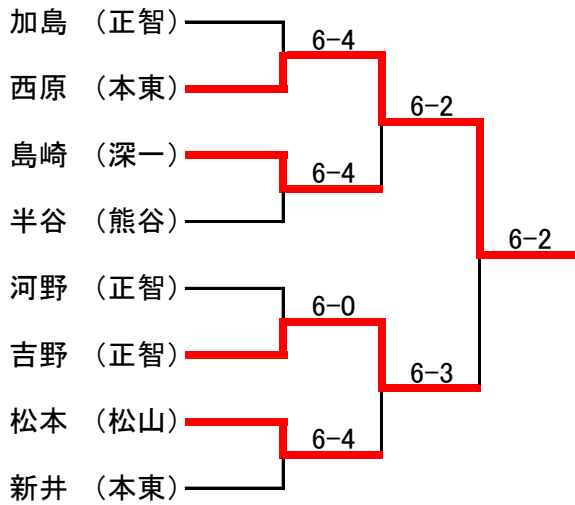 加島 （正智）
6-4
西原 （本東）
6-2
島崎 （深一）
6-4
半谷 （熊谷）
6-2
河野 （正智）
6-0
吉野 （正智）
6-3
松本 （松山）
6-4
新井 （本東）